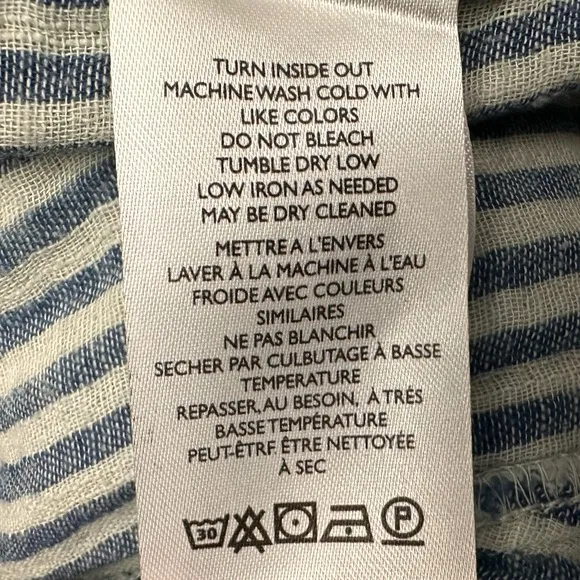 TURN INSIDE OUT
MACHINE WASH COLD WITH
LIKE COLORS
DO NOT BLEACH
TUMBLE DRY LOW
LOW IRON AS NEEDED
MAY BE DRY CLEANED
METTRE A L'ENVERS
LAVER À LA MACHINE À L'EAU
FROIDE AVEC COULEURS
SIMILAIRES
NE PAS BLANCHIR
SECHER PAR CULBUTAGE À BASSE
TEMPERATURE
REPASSER, AU BESOIN, À TRÉS
BASSE TEMPÉRATURE
PEUT-ÊTRF ÊTRE NETTOYÉE
À SEC
30 P